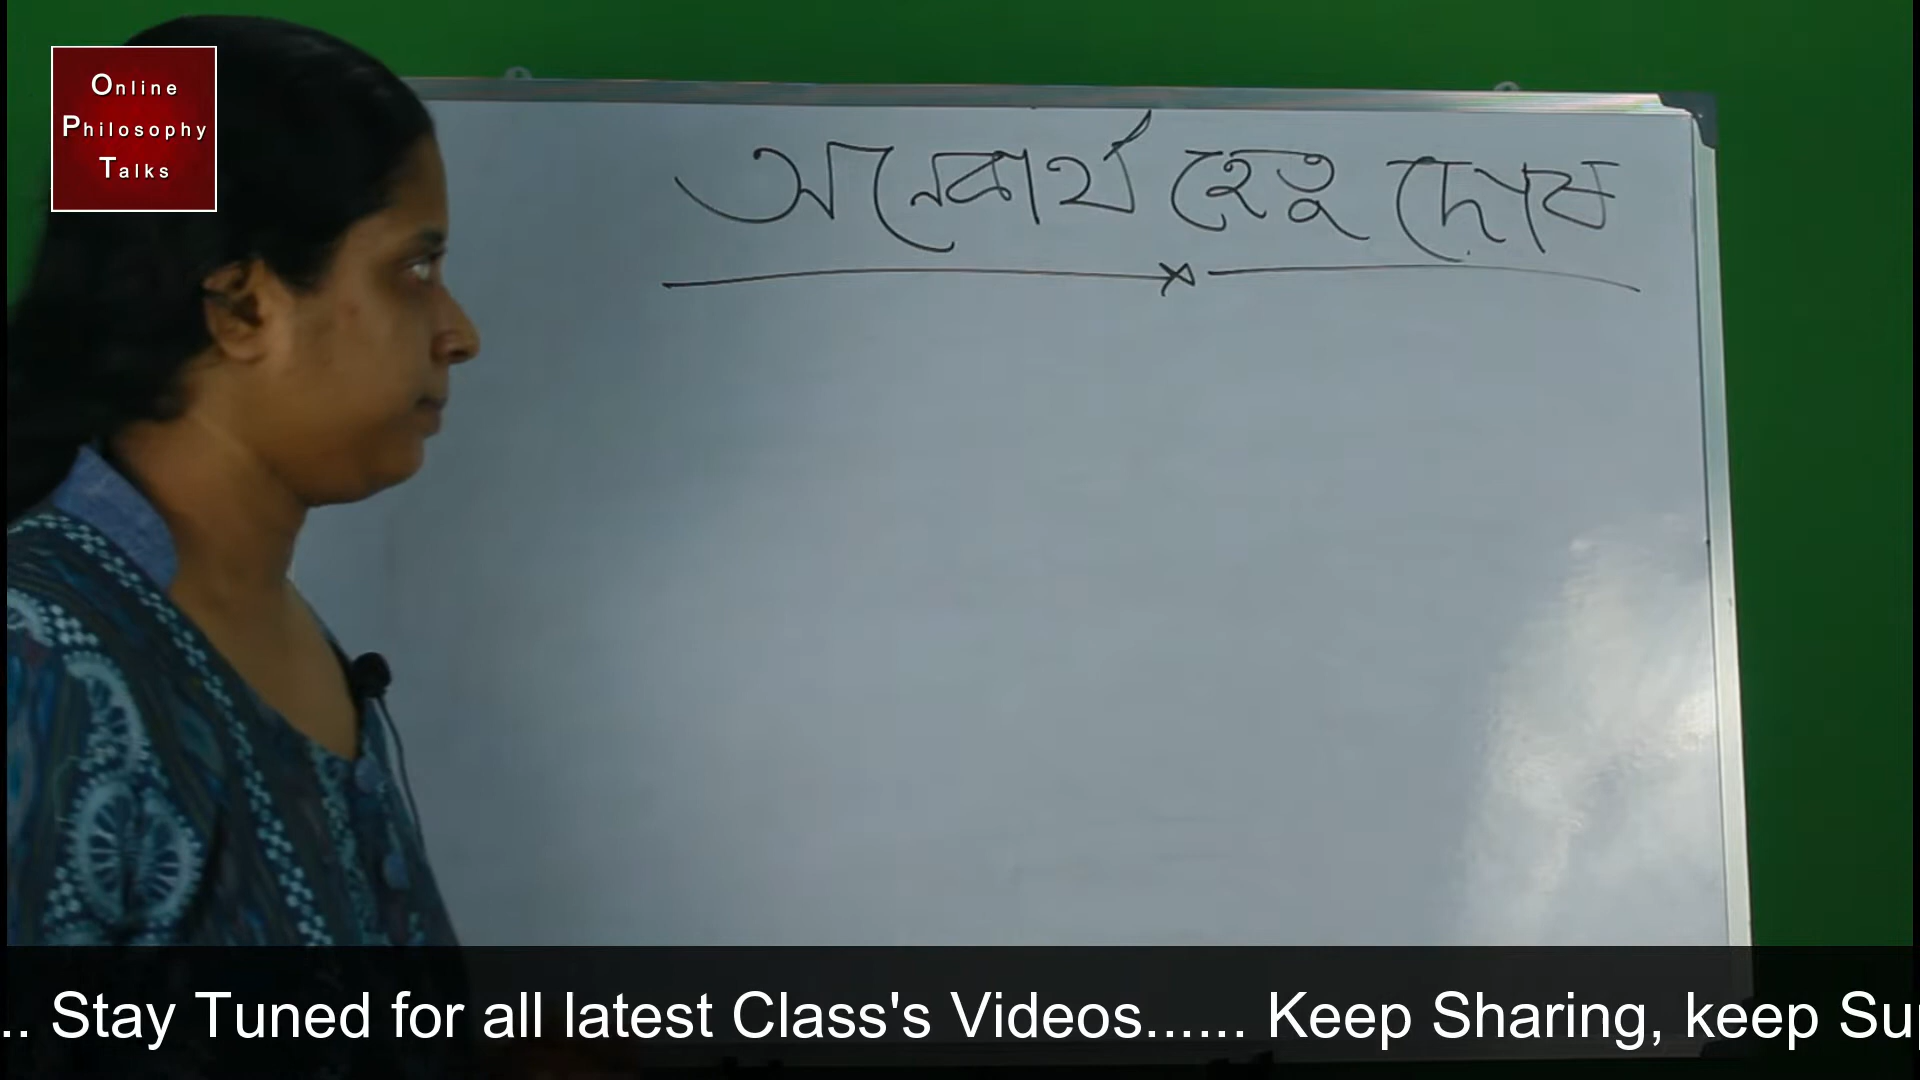 Online
Philosophy
Talks
অনেকার্থ হেতু দোষ
.. Stay Tuned for all latest Class's Videos...... Keep Sharing, keep Su